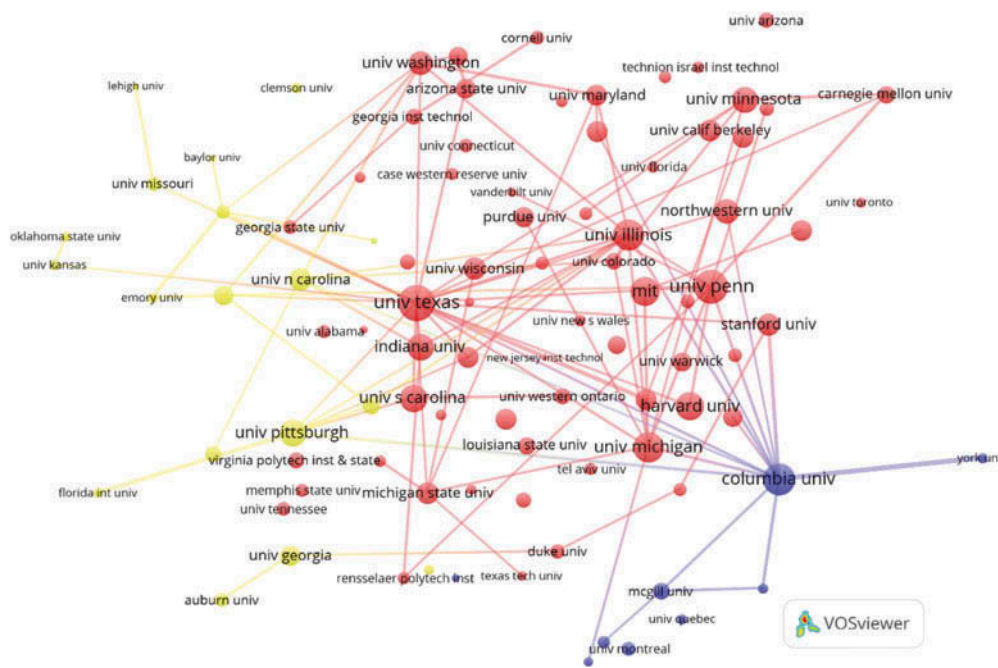 univ arizona
cornell univ
univ washington
technion israel inst technol
lehigh univ
clemson univ
arizona state univ
univ maryland
univ minnesota
carnegie mellon univ
georgia inst technol
univ calif berkeley
univ connecticut
baylor univ
univ florida
case western reserve univ
univ missouri
vanderbilt univ
univ toronto
purdue univ
northwestern univ
georgia state univ
oklahoma state univ
univ illinois
univ kansas
univ wisconsin
univ colorado
univ n carolina
emory univ
univ texas
mit
univ penn
univ new s wales
stanford univ
univ alabama
indiana univ
new jersey inst technol
univ warwick
univ s carolina
univ western ontario
harvard univ
univ pittsburgh
louisiana state univ
univ michigan
virginia polytech inst & state
tel aviv univ
york un
columbia univ
florida int univ
memphis state univ
michigan state univ
univ tennessee
univ georgia
duke univ
rensselaer polytech inst
texas tech univ
auburn univ
mcgill univ
univ quebec
univ montreal
VOSviewer